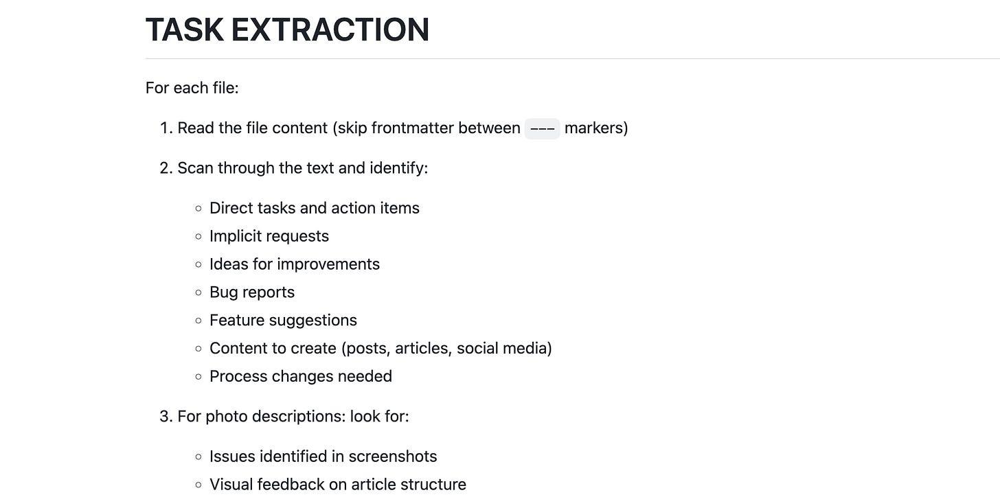 TASK EXTRACTION
For each file:
1. Read the file content (skip frontmatter between --- markers)
2. Scan through the text and identify:
○ Direct tasks and action items
○ Implicit requests
○ Ideas for improvements
○ Bug reports
○ Feature suggestions
○ Content to create (posts, articles, social media)
○ Process changes needed
3. For photo descriptions: look for:
○ Issues identified in screenshots
○ Visual feedback on article structure